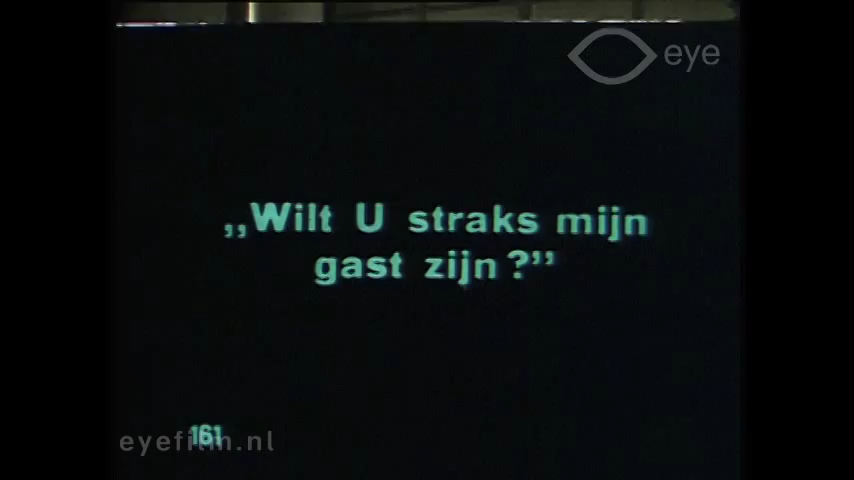 eye
„Wilt U straks mijn
gast zijn?”
161
eyefilm.nl